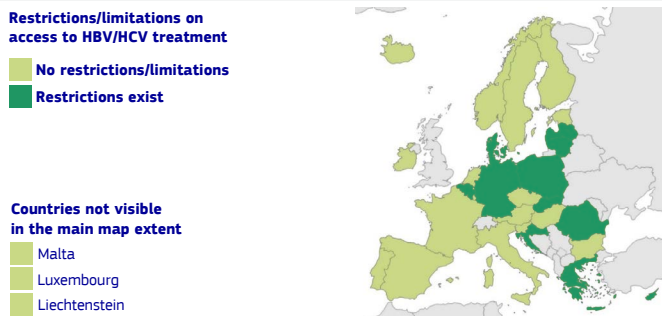 Restrictions/limitations on
access to HBV/HCV treatment
No restrictions/limitations
Restrictions exist
Countries not visible
in the main map extent
Malta
Luxembourg
Liechtenstein